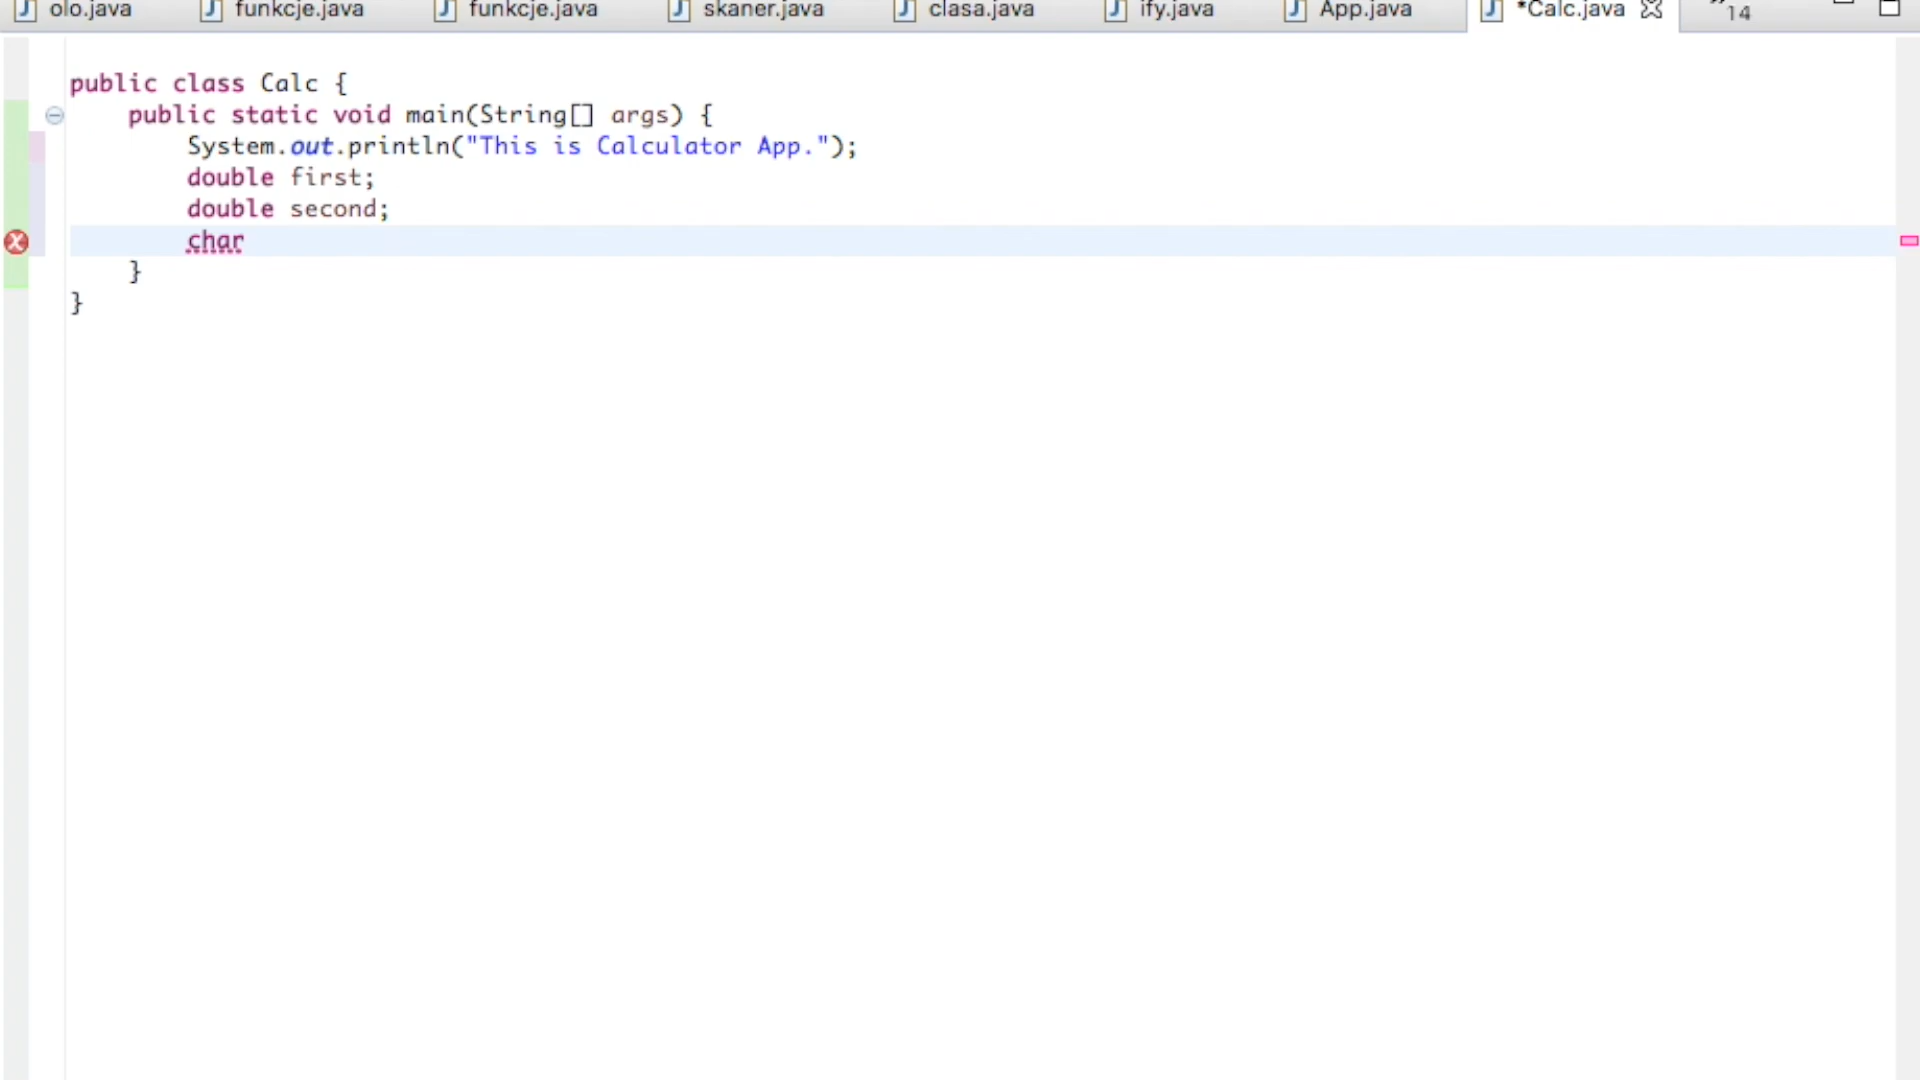 olo.java funkcje.java funkcje.java skaner.java clasa.java ify.java App.java *Calc.java »14
public class Calc {
public static void main(String[] args) {
System.out.println("This is Calculator App.");
double first;
double second;
char
}
}